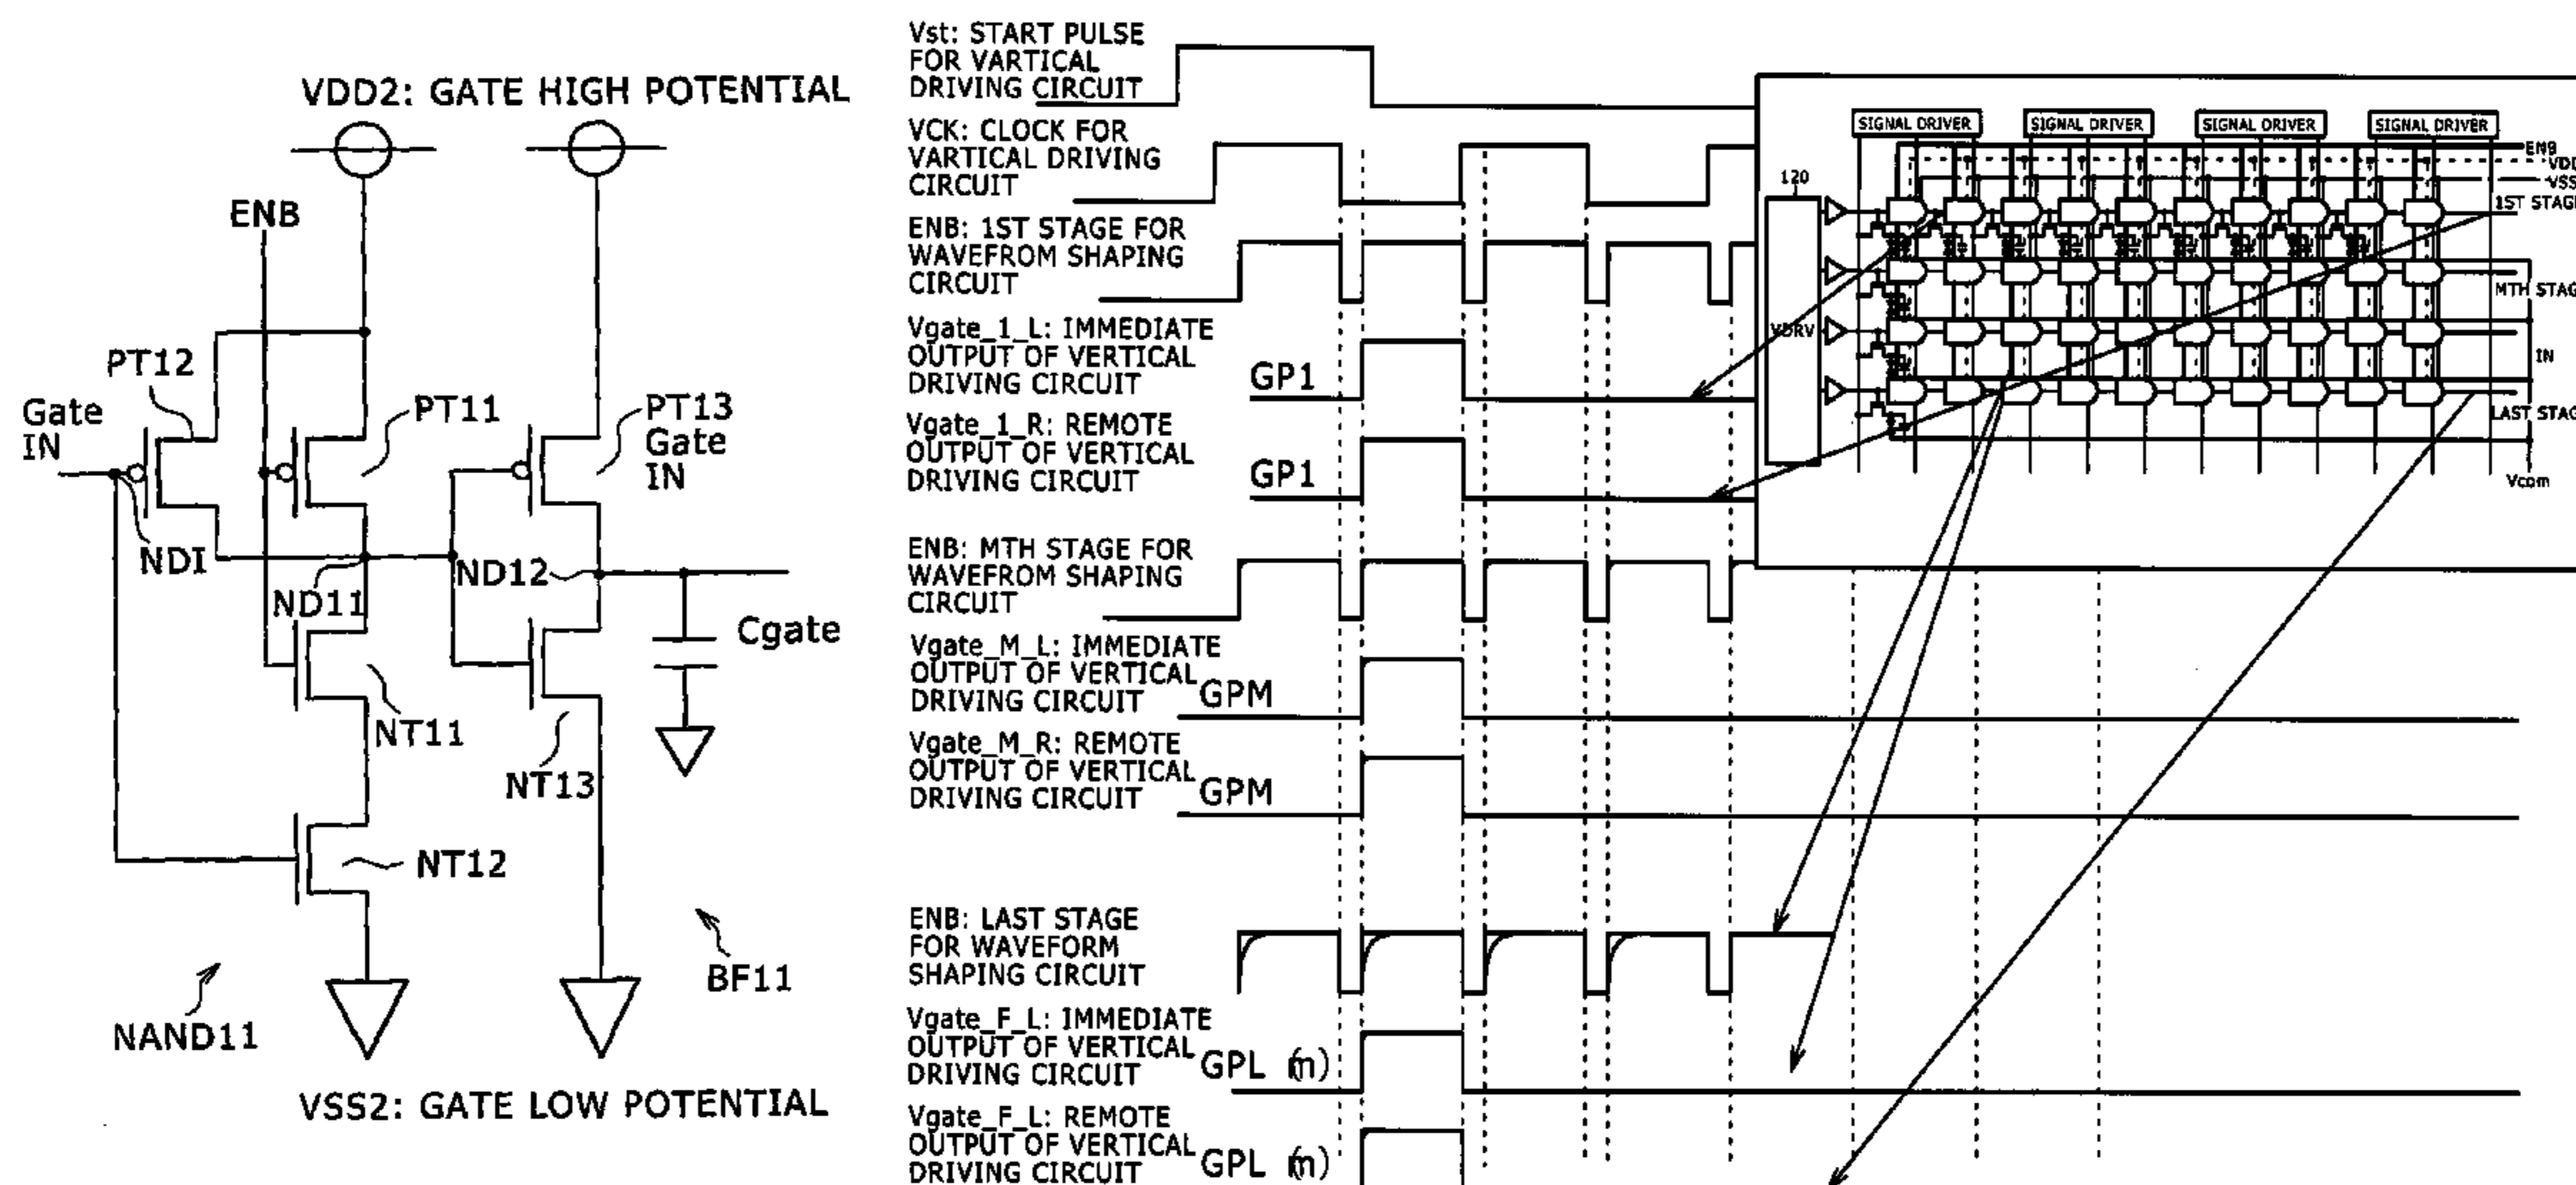 VDD2: GATE HIGH POTENTIAL
ENB
PT12
Gate
IN
PT11
PT13
Gate
IN
NDI
ND11
ND12
Cgate
NT11
NT13
NT12
BF11
NAND11
VSS2: GATE LOW POTENTIAL
Vst: START PULSE
FOR VARTICAL
DRIVING CIRCUIT
VCK: CLOCK FOR
VARTICAL DRIVING
CIRCUIT
ENB: 1ST STAGE FOR
WAVEFROM SHAPING
CIRCUIT
Vgate_1_L: IMMEDIATE
OUTPUT OF VERTICAL
DRIVING CIRCUIT
GP1
Vgate_1_R: REMOTE
OUTPUT OF VERTICAL
DRIVING CIRCUIT
GP1
ENB: MTH STAGE FOR
WAVEFROM SHAPING
CIRCUIT
Vgate_M_L: IMMEDIATE
OUTPUT OF VERTICAL
DRIVING CIRCUIT
GPM
Vgate_M_R: REMOTE
OUTPUT OF VERTICAL
DRIVING CIRCUIT
GPM
ENB: LAST STAGE
FOR WAVEFORM
SHAPING CIRCUIT
Vgate_F_L: IMMEDIATE
OUTPUT OF VERTICAL
DRIVING CIRCUIT
GPL (n)
Vgate_F_L: REMOTE
OUTPUT OF VERTICAL
DRIVING CIRCUIT
GPL (n)
SIGNAL DRIVER
SIGNAL DRIVER
SIGNAL DRIVER
SIGNAL DRIVER
ENB
VDD
VSS
120
1ST STAGE
MTH STAG
VDRV
IN
LAST STAG
Vcom